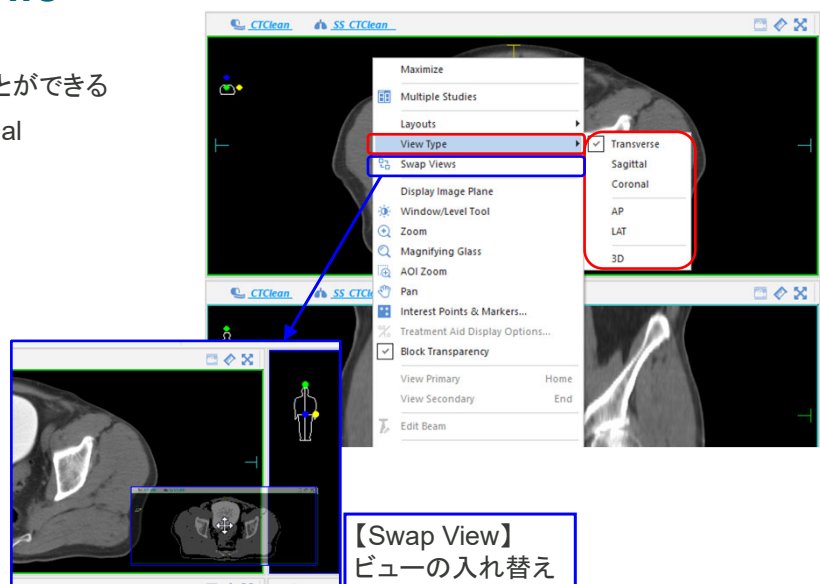 CTClean SS_CTClean
とができる
al
Maximize
Multiple Studies
Layouts
View Type
Transverse
Swap Views
Sagittal
Coronal
Display Image Plane
Window/Level Tool
AP
Zoom
LAT
Magnifying Glass
3D
AOI Zoom
Pan
CTClean SS_CTCl
Interest Points & Markers...
Treatment Aid Display Options...
Block Transparency
View Primary Home
View Secondary End
Edit Beam
【Swap View】
ビューの入れ替え